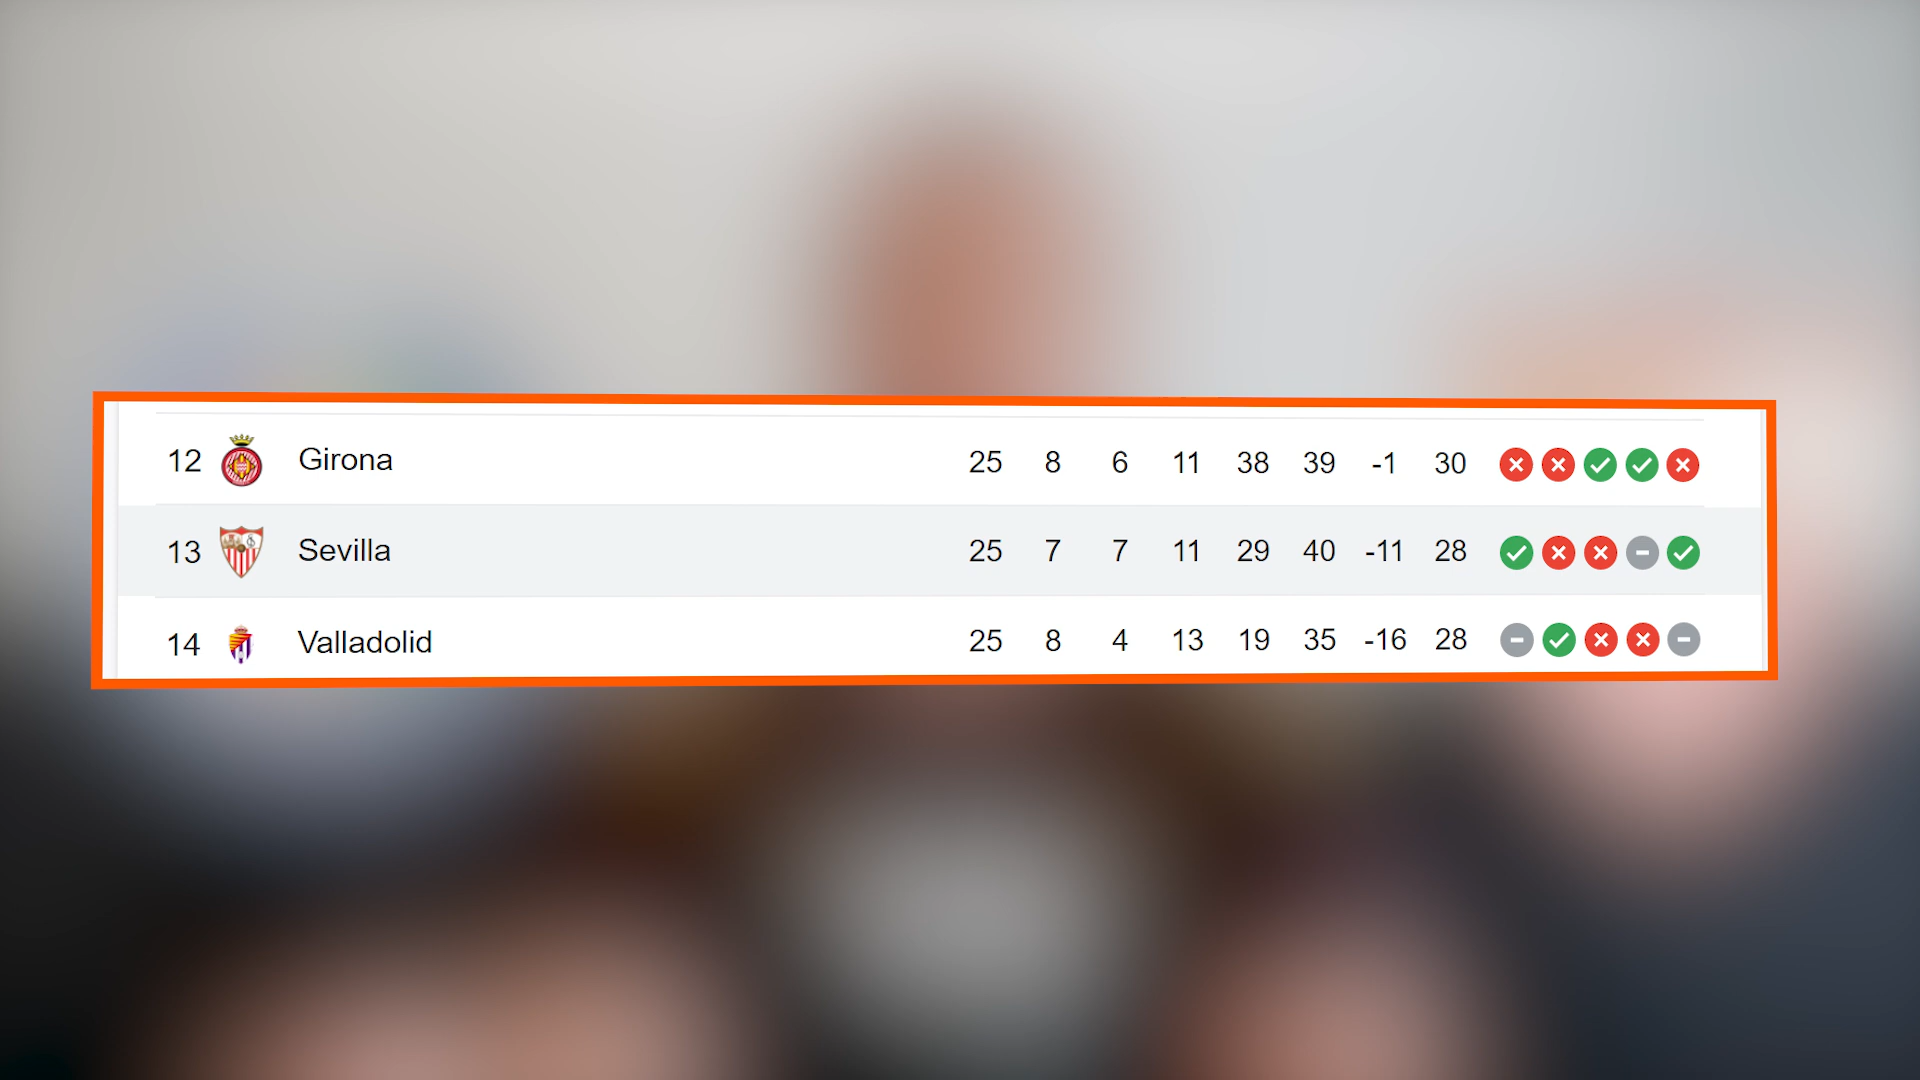 12 Girona 25 8 6 11 38 39 -1 30
13 Sevilla 25 7 7 11 29 40 -11 28
14 Valladolid 25 8 4 13 19 35 -16 28